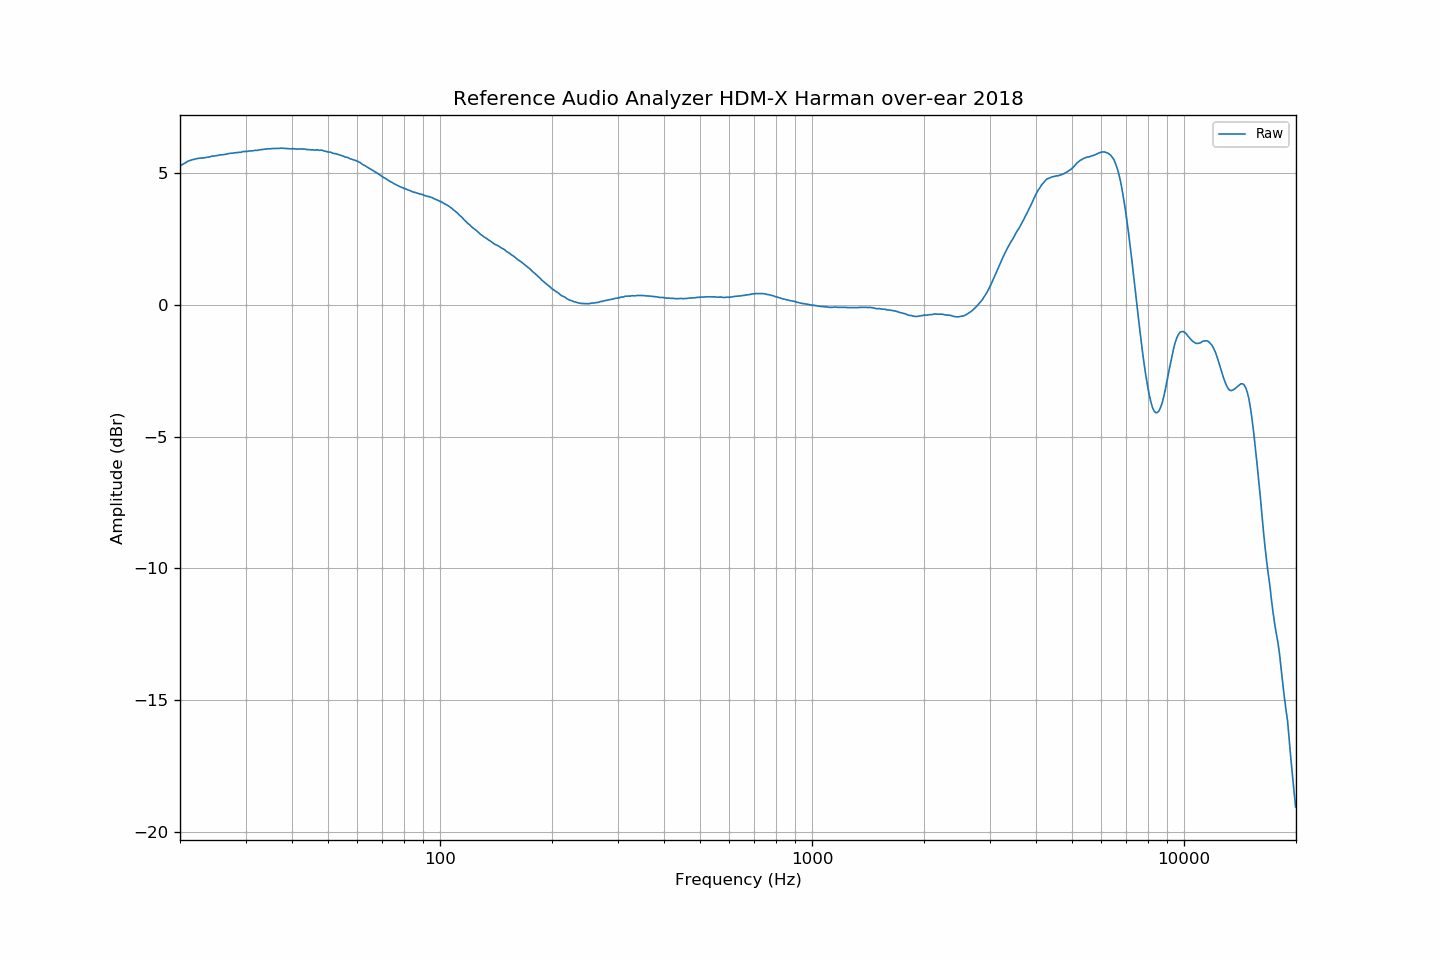 Reference Audio Analyzer HDM-X Harman over-ear 2018
Raw
5
0
−5
−10
−15
−20
Amplitude (dBr)
100
1000
10000
Frequency (Hz)